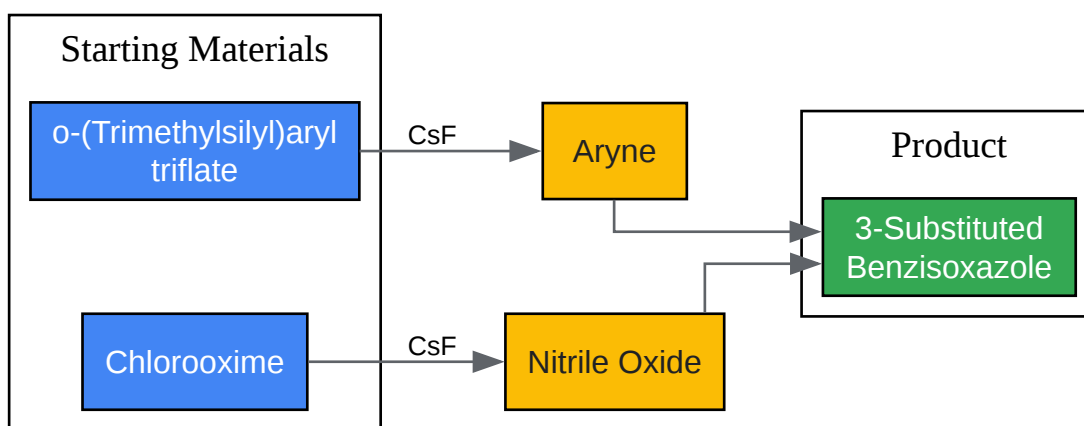 Starting Materials
o-(Trimethylsilyl)aryl
triflate
CsF
Aryne
Product
3-Substituted
Benzisoxazole
Chlorooxime
CsF
Nitrile Oxide